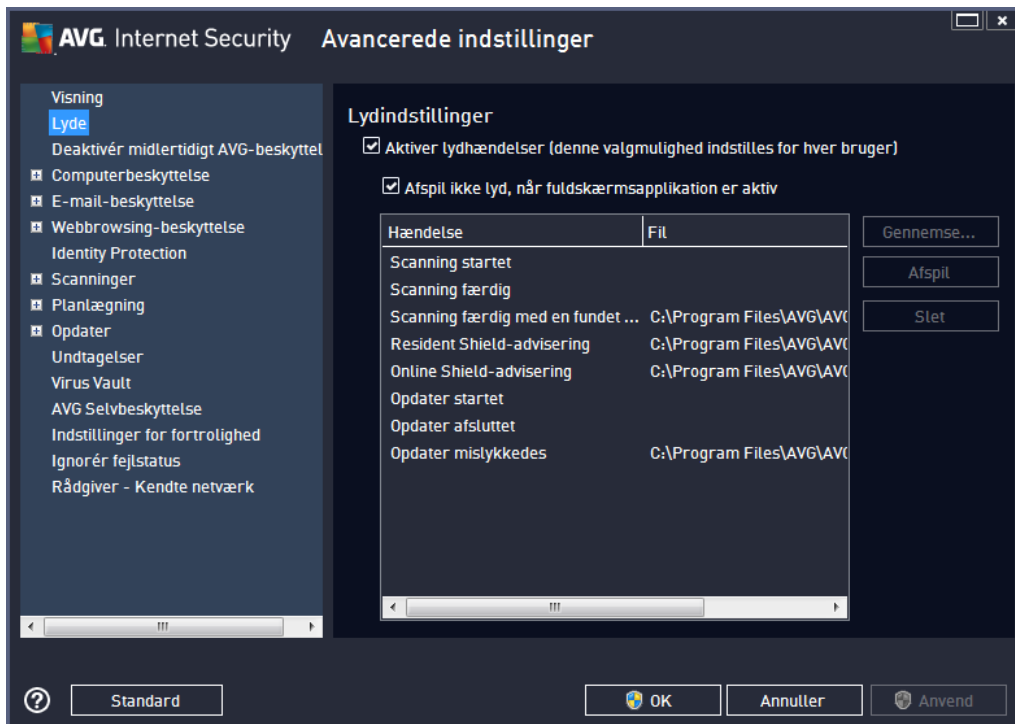 AVG. Internet Security Avancerede indstillinger
Visning
Lyde
Deaktivér midlertidigt AVG-beskyttel
Computerbeskyttelse
E-mail-beskyttelse
Webbrowsing-beskyttelse
Identity Protection
Scanninger
Planlægning
Opdater
Undtagelser
Virus Vault
AVG Selvbeskyttelse
Indstillinger for fortrolighed
Ignorér fejlstatus
Rådgiver - Kendte netværk
Lydindstillinger
Aktiver lydhændelser (denne valgmulighed indstilles for hver bruger)
Afspil ikke lyd, når fuldskærmsapplikation er aktiv
Hændelse Fil
Scanning startet
Scanning færdig
Scanning færdig med en fundet ... C:\Program Files\AVG\AV(
Resident Shield-advisering C:\Program Files\AVG\AV(
Online Shield-advisering C:\Program Files\AVG\AV(
Opdater startet
Opdater afsluttet
Opdater mislykkedes C:\Program Files\AVG\AV(
Gennemse...
Afspil
Slet
? Standard OK Annuller Anvend